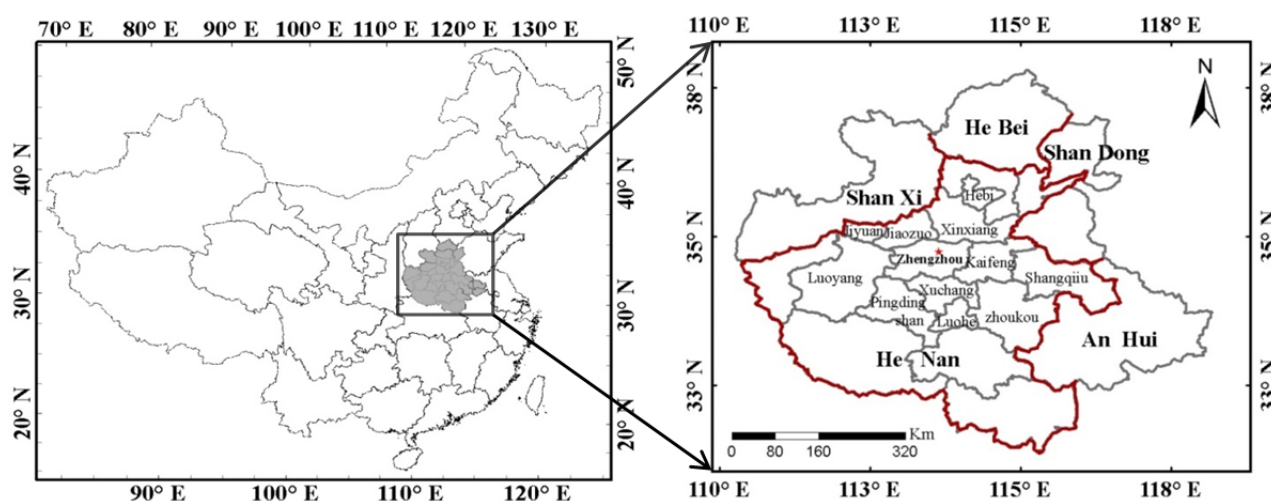 70° E 80° E 90° E 100° E 110° E 120° E 130° E
50° N
40° N
30° N
20° N
40° N
30° N
20° N
90° E 100° E 110° E 120° E
110° E 113° E 115° E 118° E
38° N
35° N
33° N
38° N
35° N
33° N
N
He Bei
Shan Dong
Shan Xi
Hebi
Jiyuan
Jiaozuo
Xinxiang
Zhengzhou
Kaifeng
Luoyang
Shangqiu
Xuchang
Pingding
shan
Luohe
zhoukou
He Nan
An Hui
Km
0 80 160 320
110° E 113° E 115° E 118° E